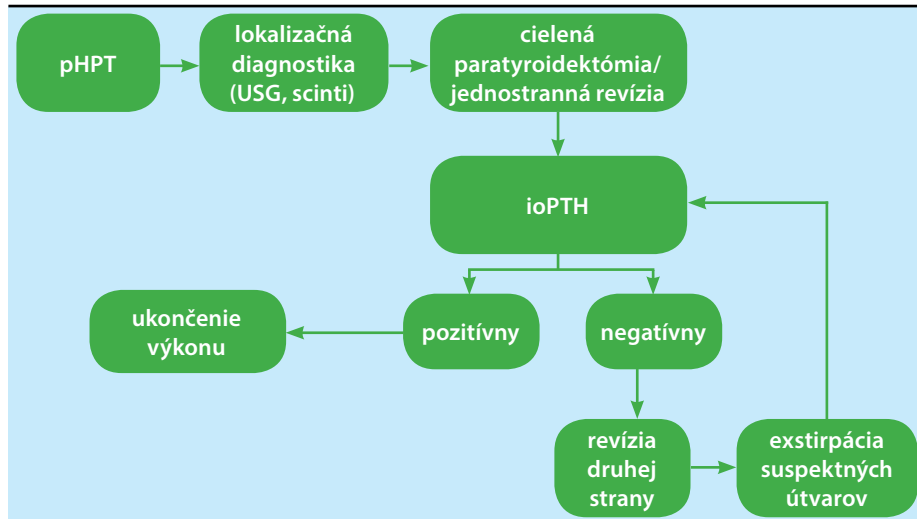 pHPT
lokalizačná
diagnostika
(USG, scinti)
cielená
paratyroidektómia/
jednostranná revízia
ioPTH
ukončenie
výkonu
pozitívny
negatívny
revízia
druhej
strany
exstirpácia
suspektných
útvarov